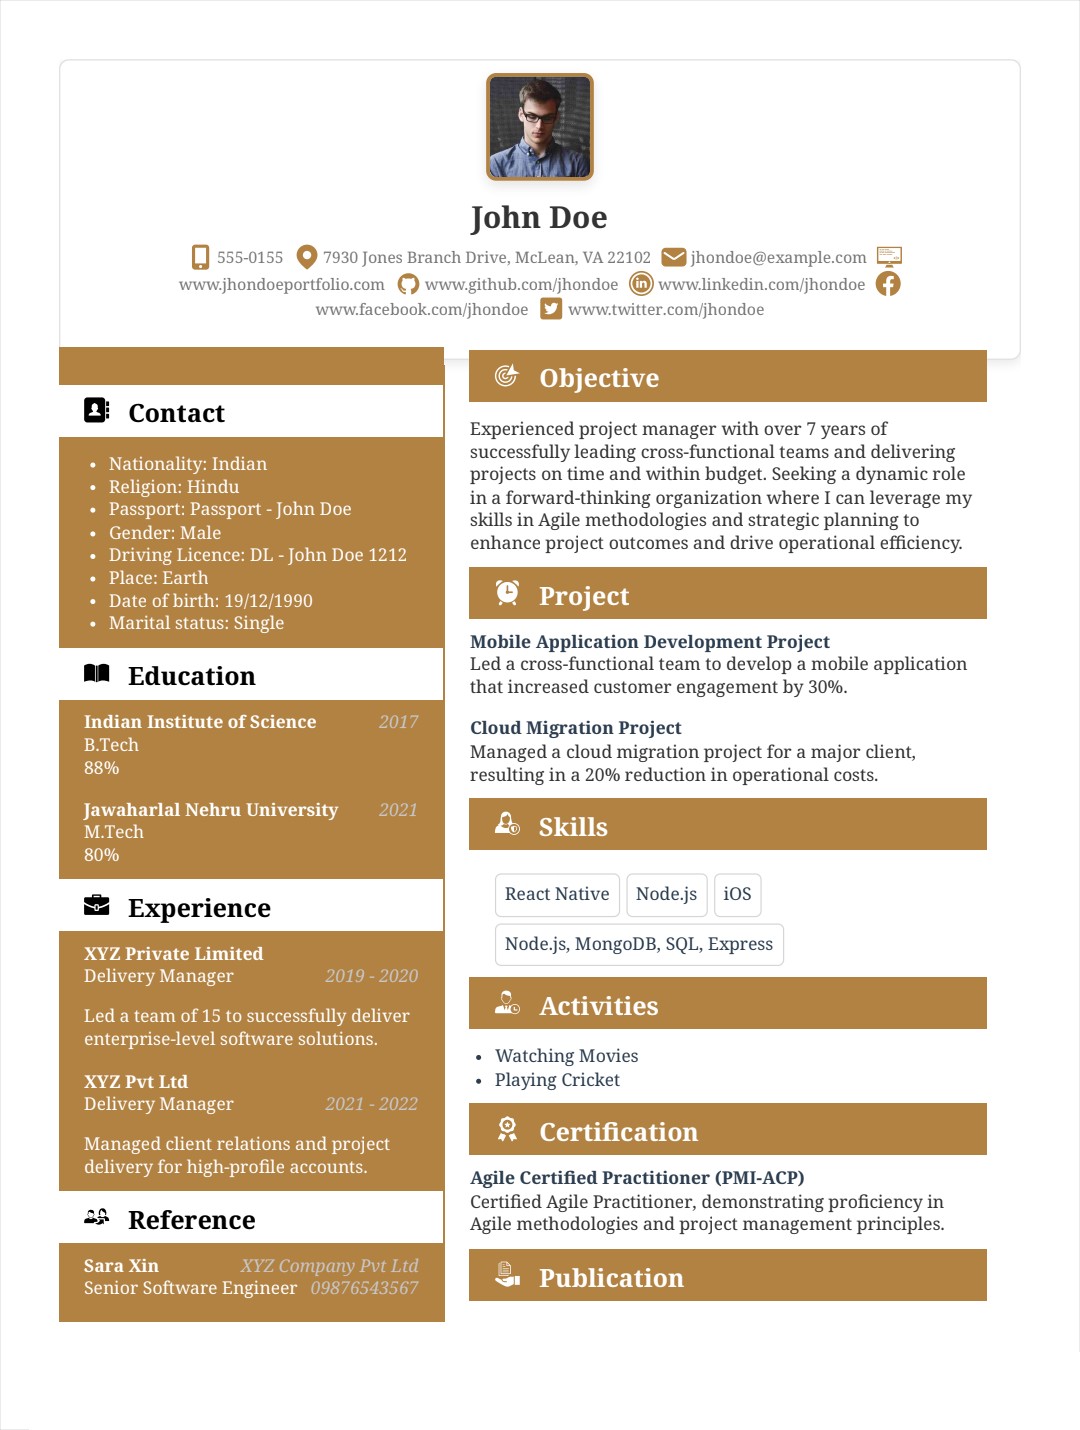 John Doe
555-0155 7930 Jones Branch Drive, McLean, VA 22102 jhondoe@example.com
www.jhondoeportfolio.com www.github.com/jhondoe www.linkedin.com/jhondoe
www.facebook.com/jhondoe www.twitter.com/jhondoe
Contact
• Nationality: Indian
• Religion: Hindu
• Passport: Passport - John Doe
• Gender: Male
• Driving Licence: DL - John Doe 1212
• Place: Earth
• Date of birth: 19/12/1990
• Marital status: Single
Education
Indian Institute of Science 2017
B.Tech
88%
Jawaharlal Nehru University 2021
M.Tech
80%
Experience
XYZ Private Limited
Delivery Manager 2019 - 2020
Led a team of 15 to successfully deliver
enterprise-level software solutions.
XYZ Pvt Ltd
Delivery Manager 2021 - 2022
Managed client relations and project
delivery for high-profile accounts.
Reference
Sara Xin XYZ Company Pvt Ltd
Senior Software Engineer 09876543567
Objective
Experienced project manager with over 7 years of
successfully leading cross-functional teams and delivering
projects on time and within budget. Seeking a dynamic role
in a forward-thinking organization where I can leverage my
skills in Agile methodologies and strategic planning to
enhance project outcomes and drive operational efficiency.
Project
Mobile Application Development Project
Led a cross-functional team to develop a mobile application
that increased customer engagement by 30%.
Cloud Migration Project
Managed a cloud migration project for a major client,
resulting in a 20% reduction in operational costs.
Skills
React Native Node.js iOS
Node.js, MongoDB, SQL, Express
Activities
• Watching Movies
• Playing Cricket
Certification
Agile Certified Practitioner (PMI-ACP)
Certified Agile Practitioner, demonstrating proficiency in
Agile methodologies and project management principles.
Publication